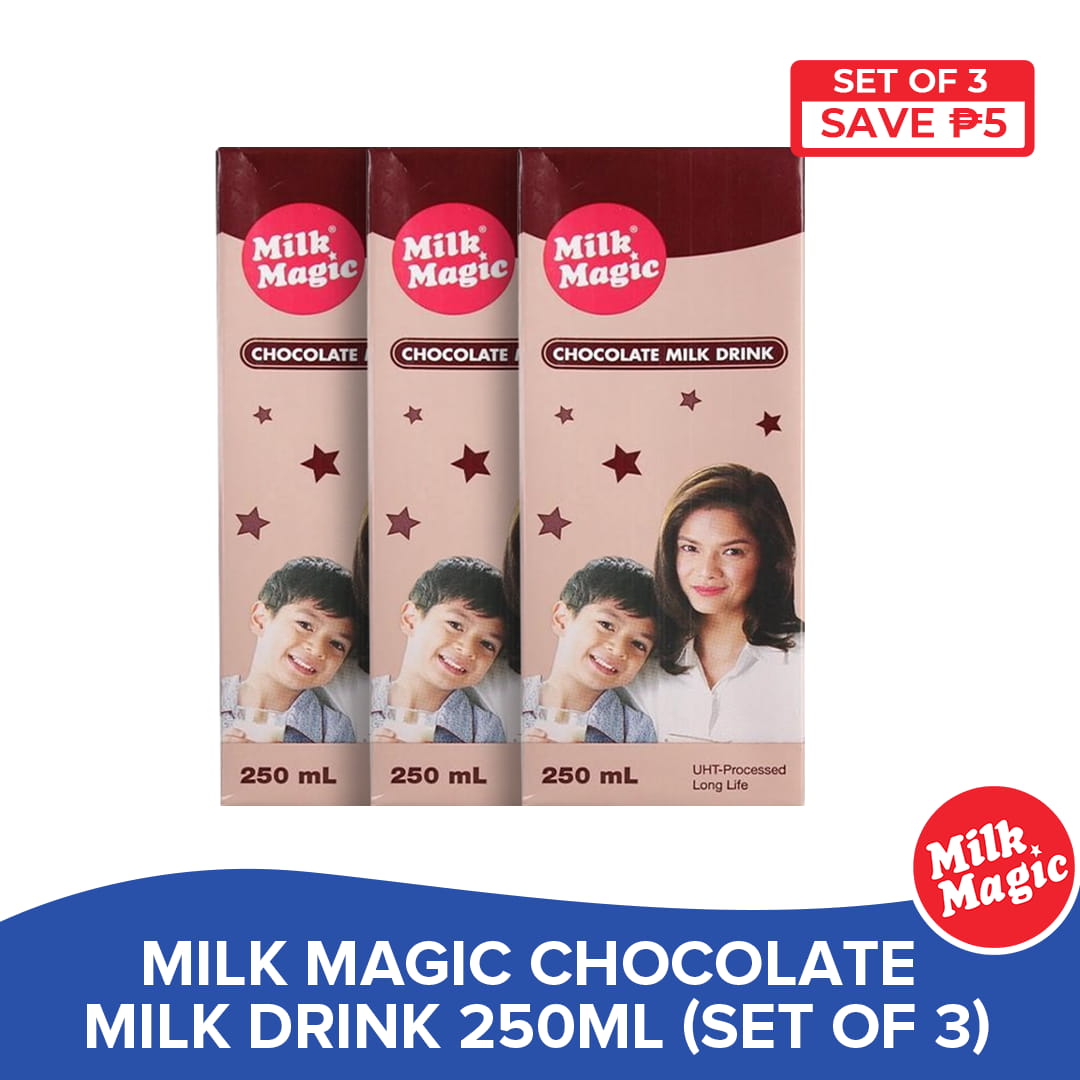 SET OF 3
SAVE ₱5
Milk®
Magic
Milk®
Magic
Milk®
Magic
CHOCOLATE
CHOCOLATE
CHOCOLATE MILK DRINK
250 mL
250 mL
250 mL
UHT-Processed
Long Life
Milk
Magic
MILK MAGIC CHOCOLATE
MILK DRINK 250ML (SET OF 3)